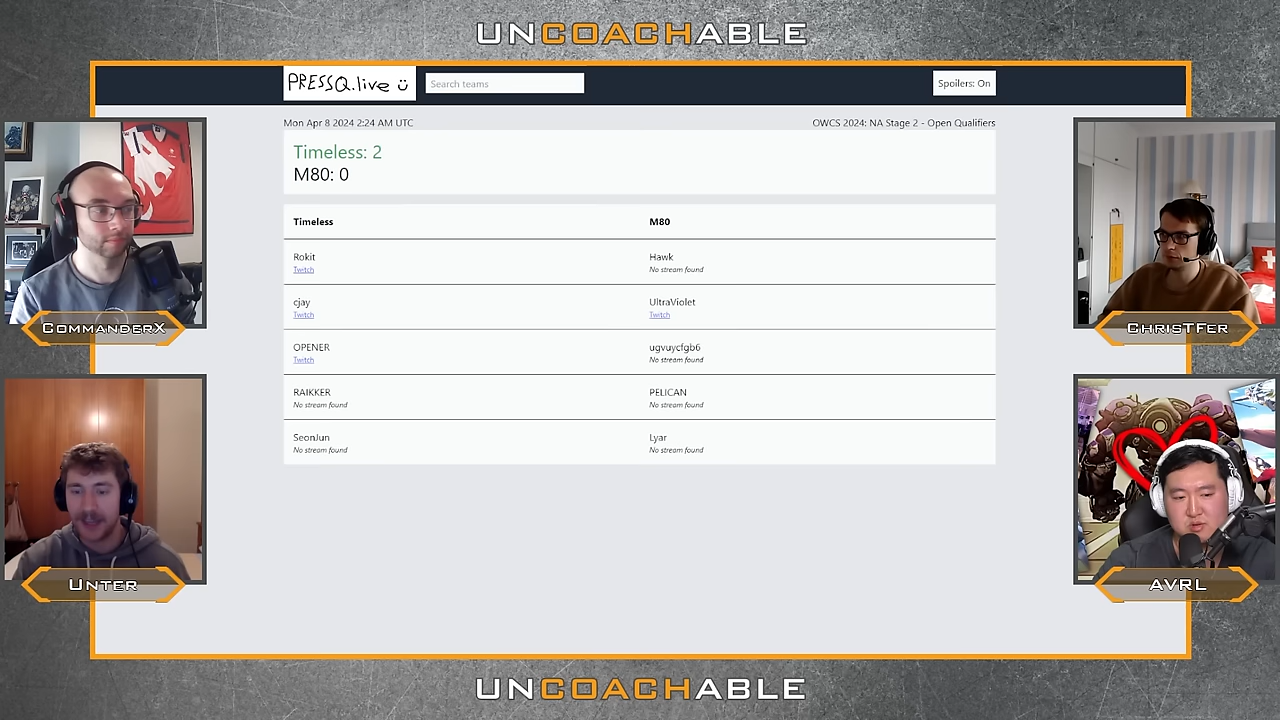 UNCOACHABLE
PRESSQ.live
Search teams
Spoilers: On
Mon Apr 8 2024 2:24 AM UTC
OWCS 2024: NA Stage 2 - Open Qualifiers
Timeless: 2
M80: 0
Timeless
M80
Rokit
Twitch
Hawk
No stream found
cjay
Twitch
UltraViolet
Twitch
OPENER
Twitch
ugvuycfgb6
No stream found
RAIKKER
No stream found
PELICAN
No stream found
SeonJun
No stream found
Lyar
No stream found
CommanderX
ChrisTFer
Unter
AVRL
UNCOACHABLE